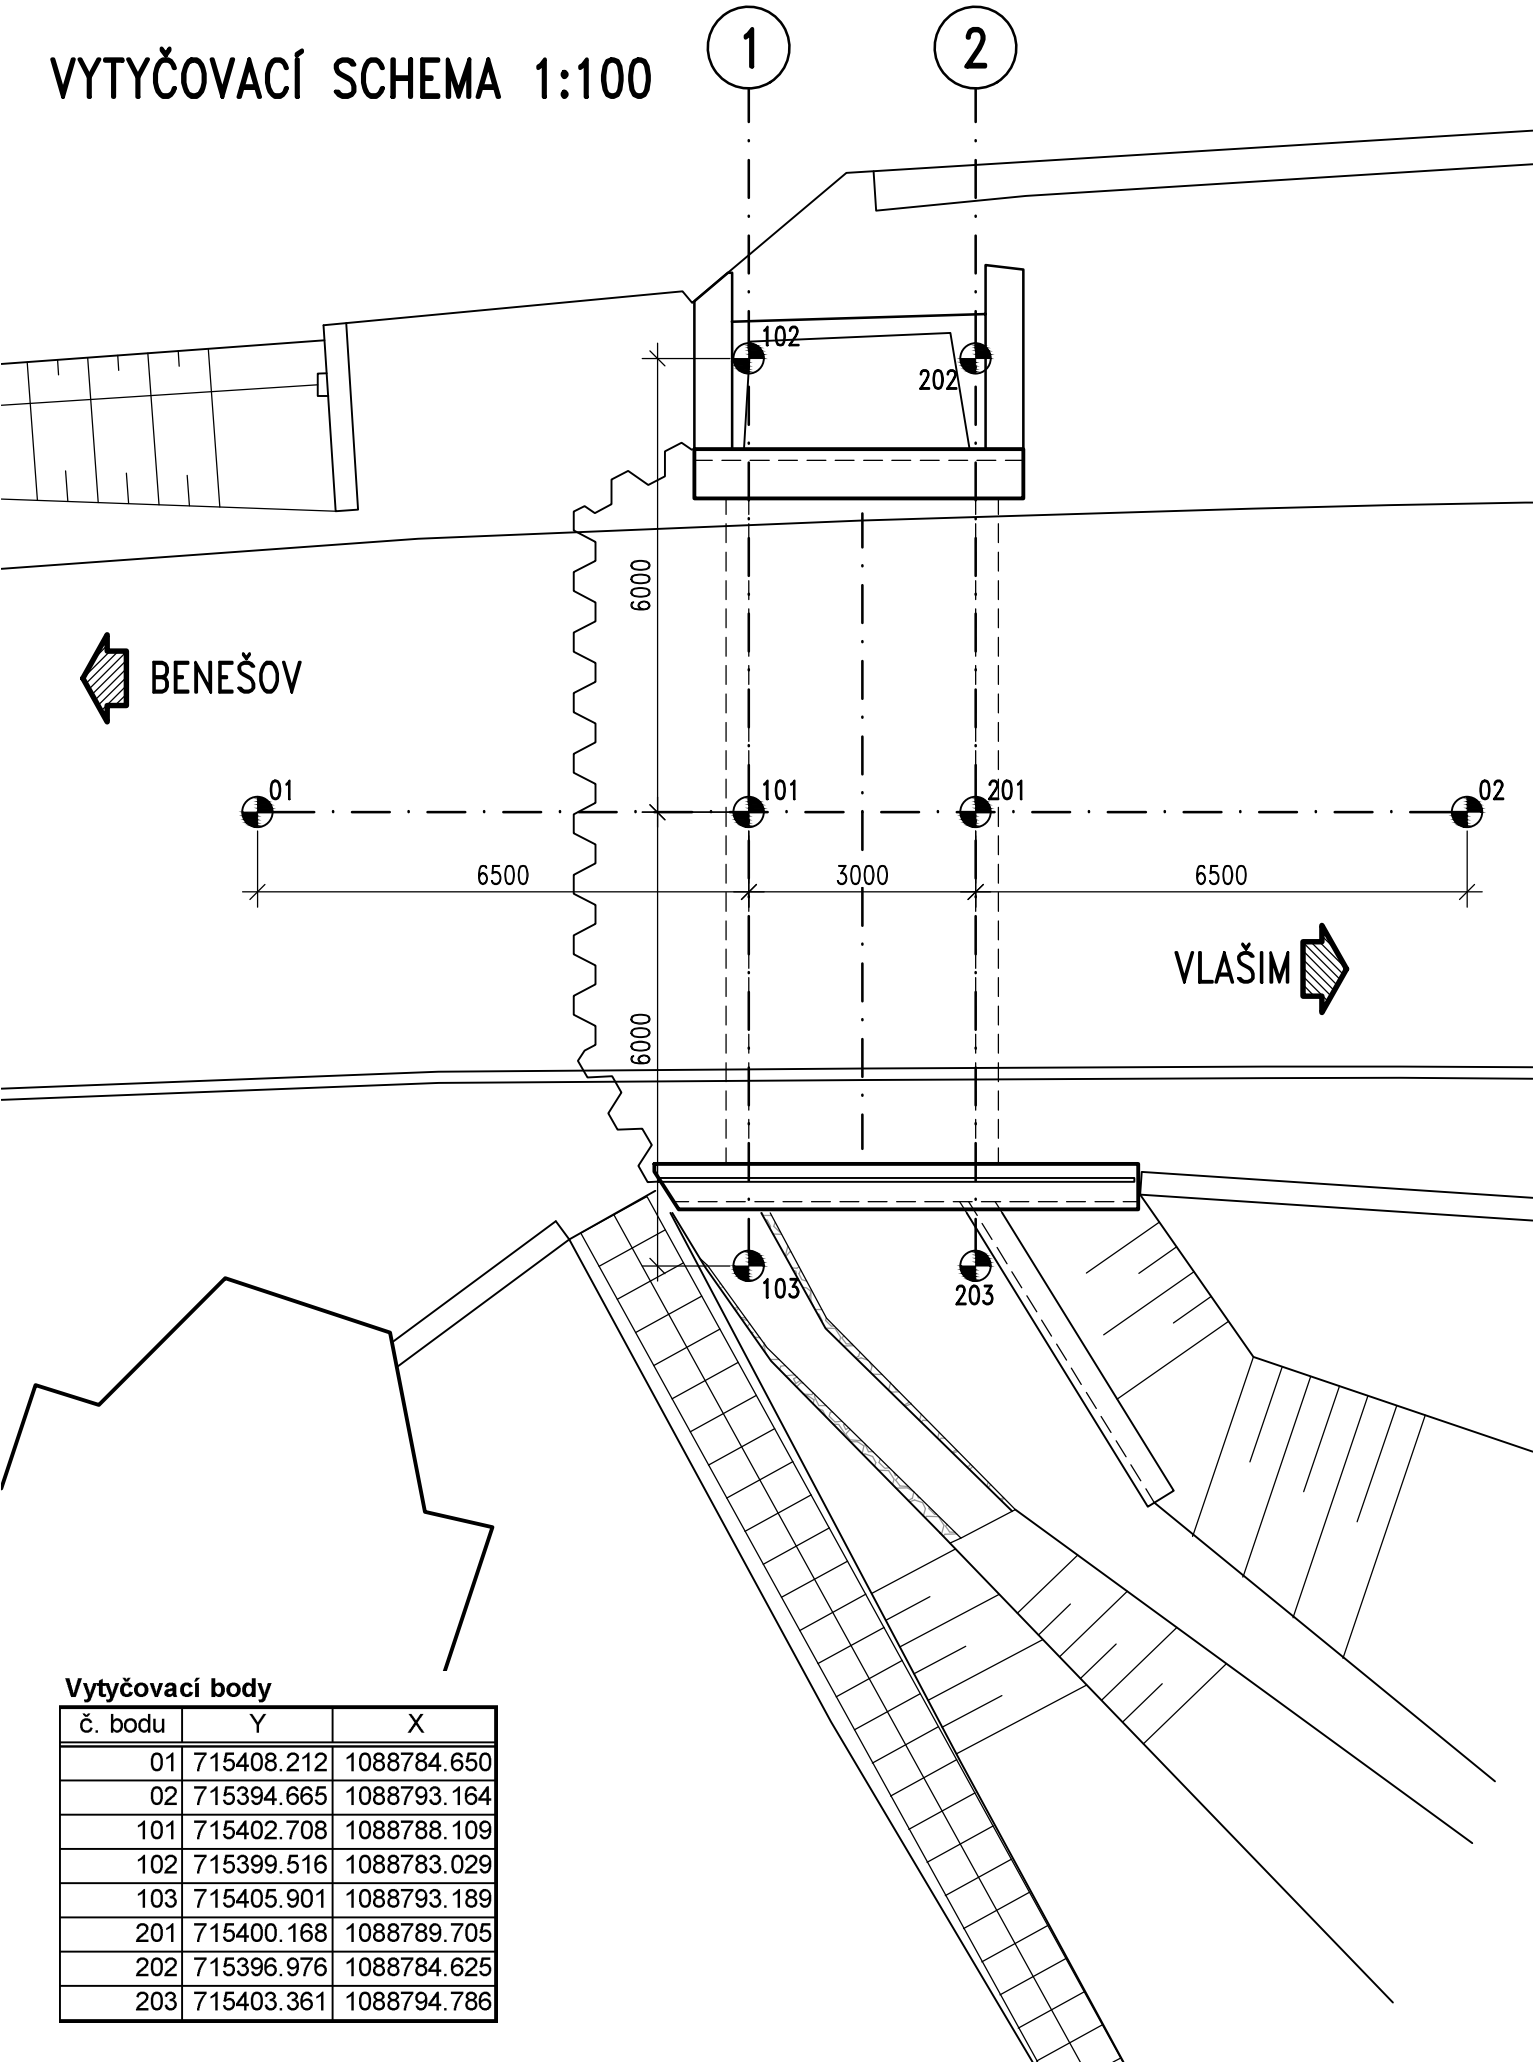 1
2
VYTYČOVACÍ SCHEMA 1:100
102
202
6000
BENEŠOV
01
101
201
02
6500
3000
6500
VLAŠIM
6000
103
203
Vytyčovací body
č. bodu Y X
01 715408.212 1088784.650
02 715394.665 1088793.164
101 715402.708 1088788.109
102 715399.516 1088783.029
103 715405.901 1088793.189
201 715400.168 1088789.705
202 715396.976 1088784.625
203 715403.361 1088794.786